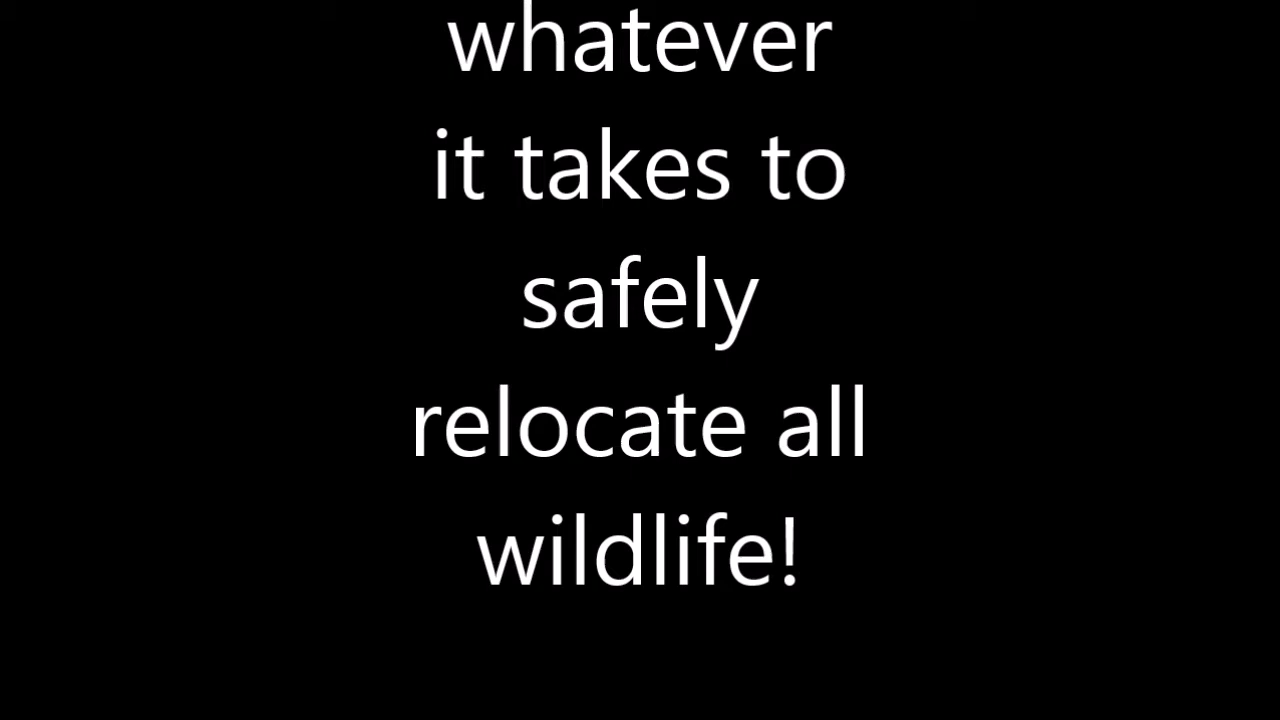 whatever
it takes to
safely
relocate all
wildlife!